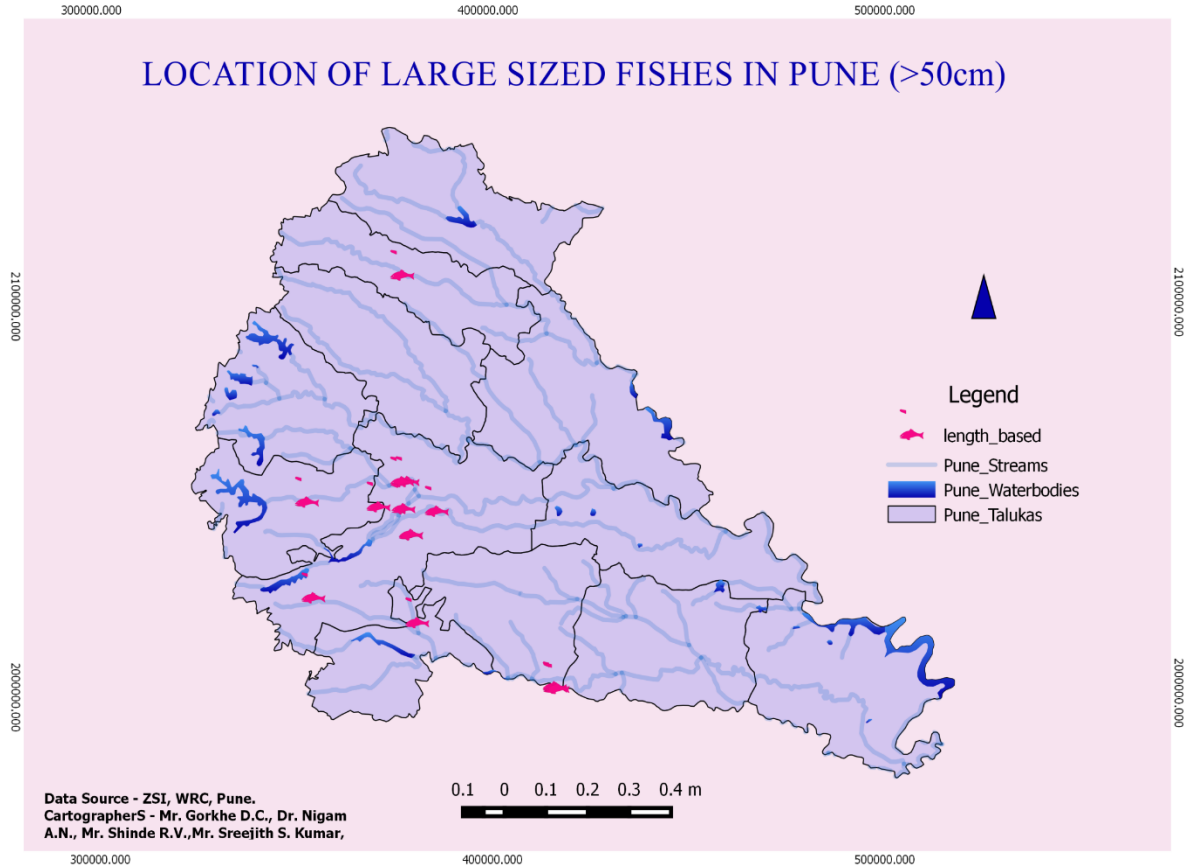 300000.000 400000.000 500000.000
LOCATION OF LARGE SIZED FISHES IN PUNE (>50cm)
2100000.000 2100000.000
Legend
length_based
Pune_Streams
Pune_Waterbodies
Pune_Talukas
2000000.000 2000000.000
0.1 0 0.1 0.2 0.3 0.4 m
Data Source - ZSI, WRC, Pune.
CartographerS - Mr. Gorkhe D.C., Dr. Nigam
A.N., Mr. Shinde R.V.,Mr. Sreejith S. Kumar,
300000.000 400000.000 500000.000